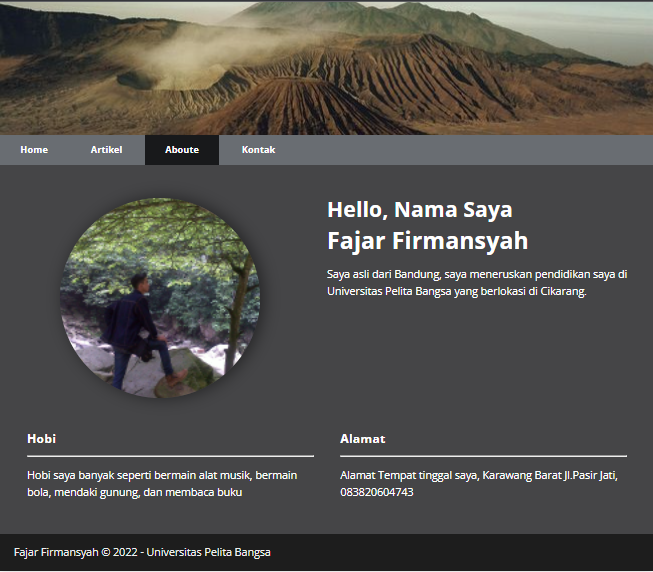 Home Artikel Aboute Kontak
Hello, Nama Saya
Fajar Firmansyah
Saya asli dari Bandung, saya meneruskan pendidikan saya di
Universitas Pelita Bangsa yang berlokasi di Cikarang.
Hobi
Hobi saya banyak seperti bermain alat musik, bermain
bola, mendaki gunung, dan membaca buku
Alamat
Alamat Tempat tinggal saya, Karawang Barat Jl.Pasir Jati,
083820604743
Fajar Firmansyah © 2022 - Universitas Pelita Bangsa